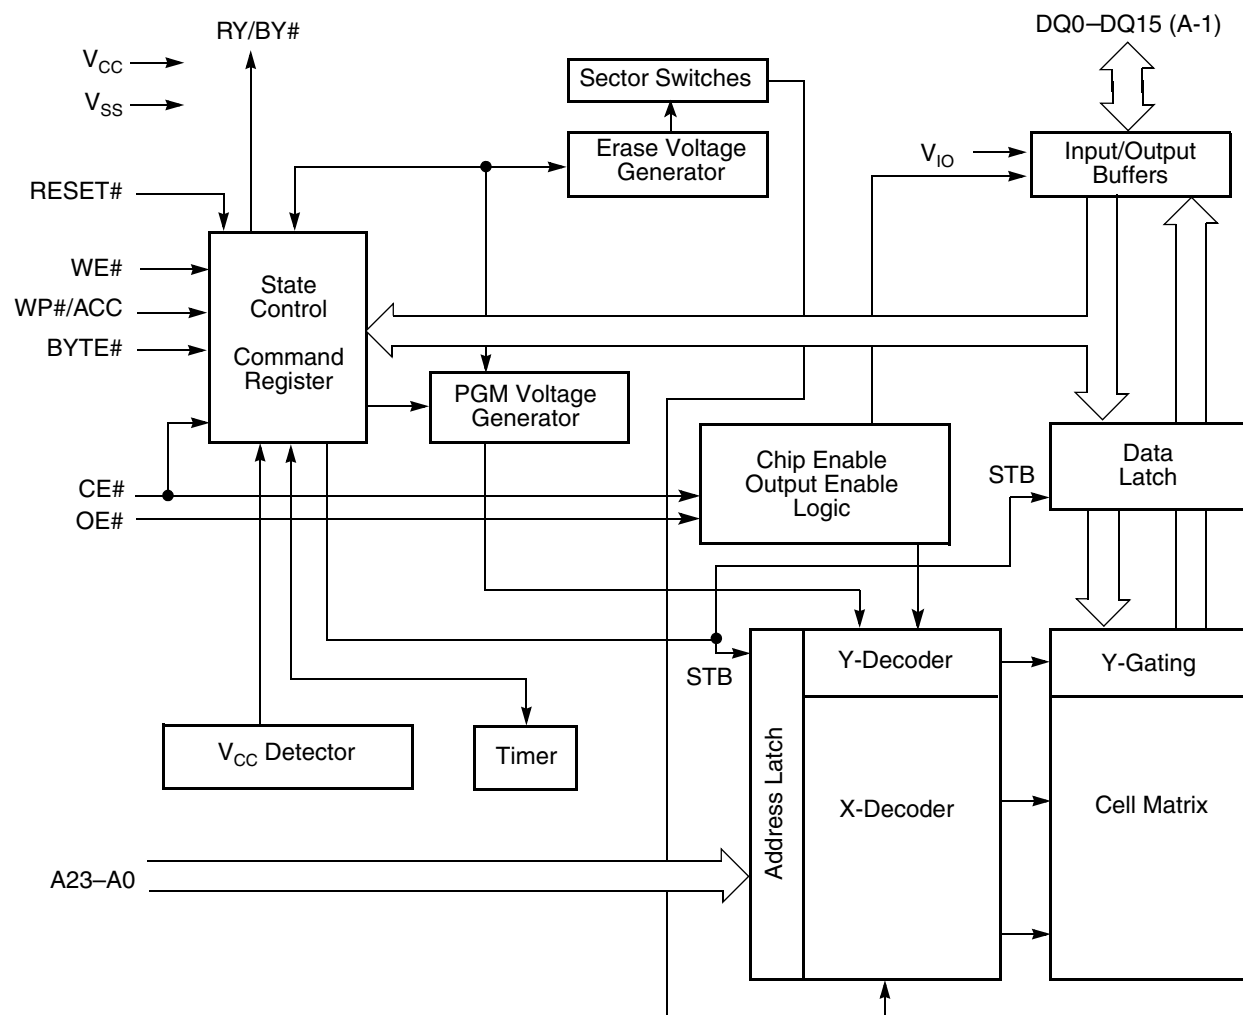 RY/BY#
DQ0–DQ15 (A-1)
VCC
VSS
Sector Switches
Erase Voltage
Generator
VIO
Input/Output
Buffers
RESET#
WE#
WP#/ACC
BYTE#
State
Control
Command
Register
PGM Voltage
Generator
Chip Enable
Output Enable
Logic
STB
Data
Latch
CE#
OE#
STB
Y-Decoder
Y-Gating
VCC Detector
Timer
Address Latch
X-Decoder
Cell Matrix
A23–A0